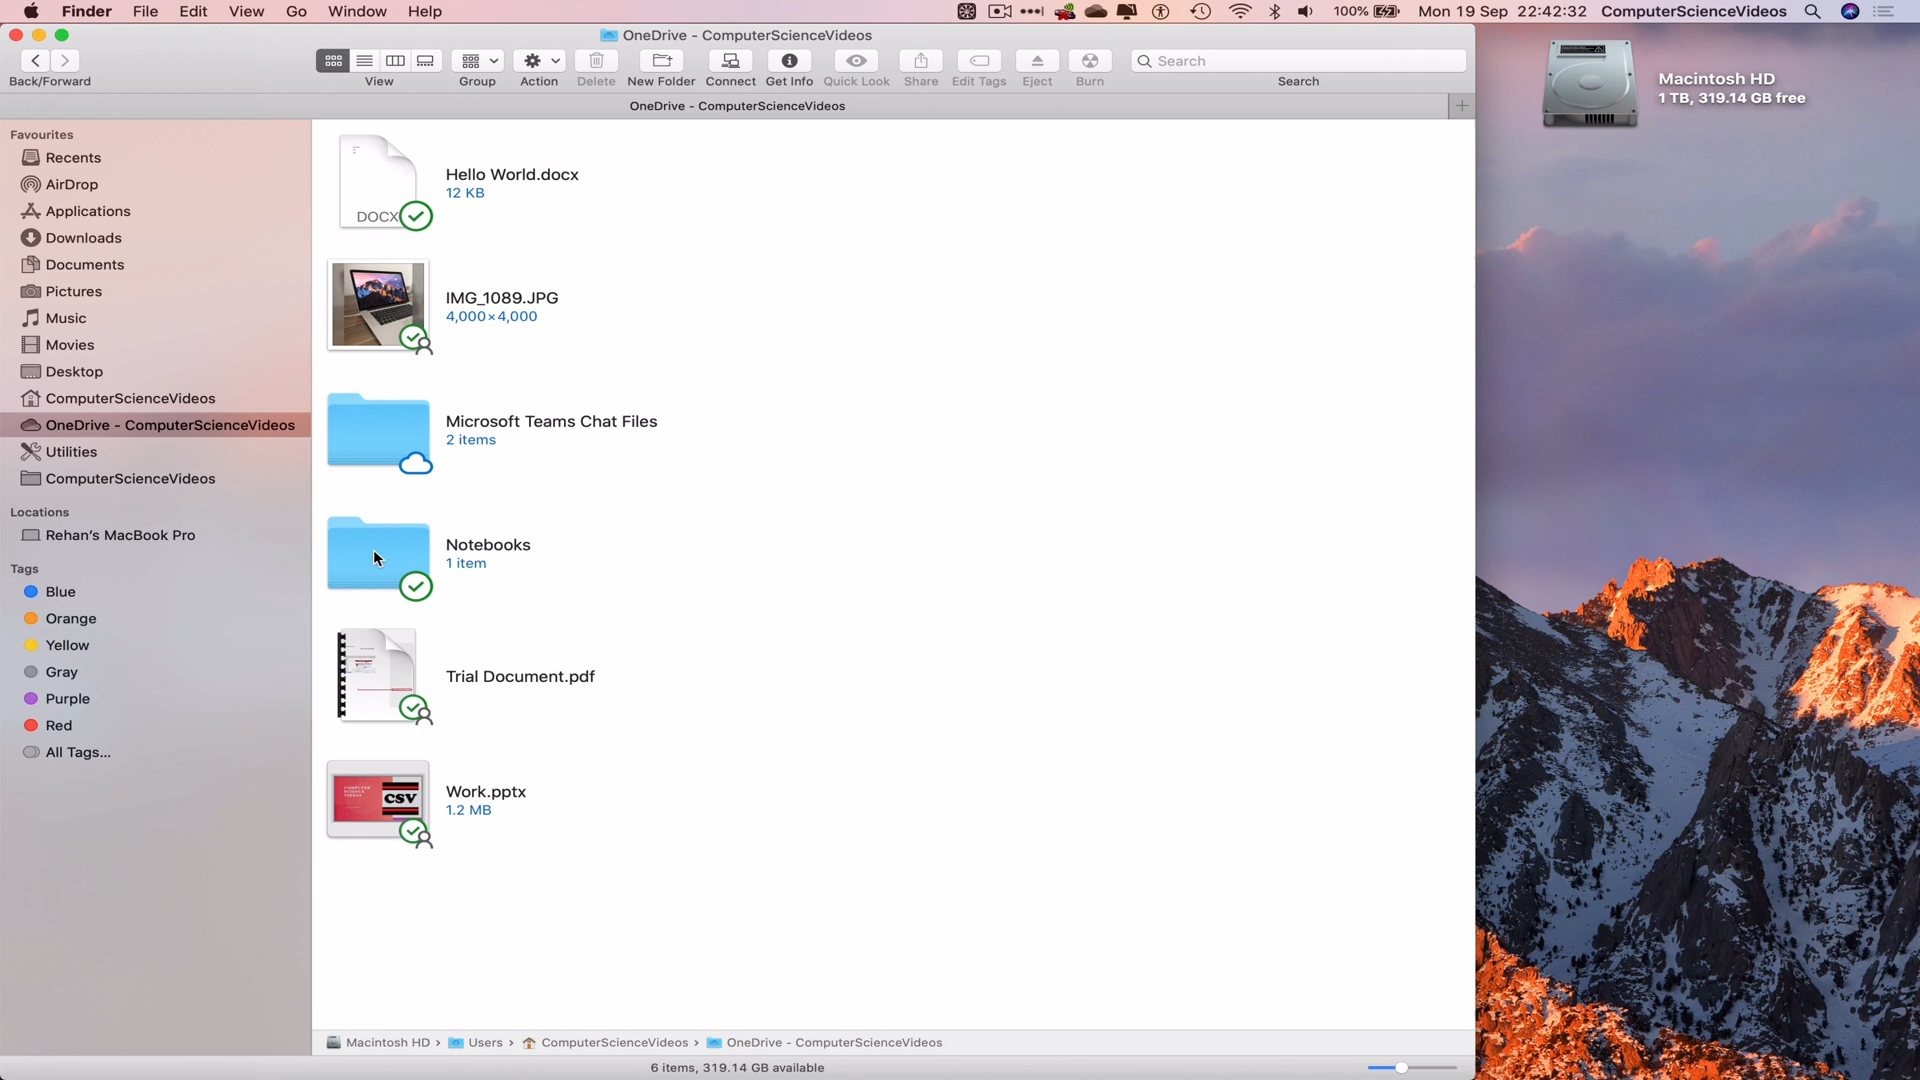 Finder File Edit View Go Window Help 100% Mon 19 Sep 22:42:32 ComputerScienceVideos
OneDrive - ComputerScienceVideos
Search
Back/Forward View Group Action Delete New Folder Connect Get Info Quick Look Share Edit Tags Eject Burn Search
OneDrive - ComputerScienceVideos
Macintosh HD
1 TB, 319.14 GB free
Favourites
Recents
AirDrop
Applications
Downloads
Documents
Pictures
Music
Movies
Desktop
ComputerScienceVideos
OneDrive - ComputerScienceVideos
Utilities
ComputerScienceVideos
Locations
Rehan's MacBook Pro
Tags
Blue
Orange
Yellow
Gray
Purple
Red
All Tags...
DOCX
Hello World.docx
12 KB
IMG_1089.JPG
4,000×4,000
Microsoft Teams Chat Files
2 items
Notebooks
1 item
Trial Document.pdf
COMPUTER
SCIENCE
VIDEOS
CSV
Work.pptx
1.2 MB
Macintosh HD › Users › ComputerScienceVideos › OneDrive - ComputerScienceVideos
6 items, 319.14 GB available